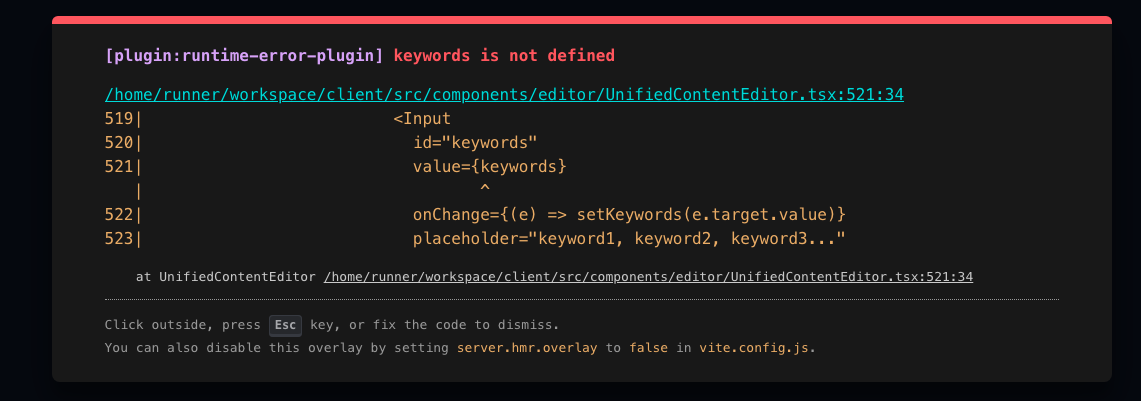 [plugin:runtime-error-plugin] keywords is not defined
/home/runner/workspace/client/src/components/editor/UnifiedContentEditor.tsx:521:34
519|                          <Input
520|                            id="keywords"
521|                            value={keywords}
   |                                   ^
522|                            onChange={(e) => setKeywords(e.target.value)}
523|                            placeholder="keyword1, keyword2, keyword3..."
at UnifiedContentEditor /home/runner/workspace/client/src/components/editor/UnifiedContentEditor.tsx:521:34
Click outside, press Esc key, or fix the code to dismiss.
You can also disable this overlay by setting server.hmr.overlay to false in vite.config.js.